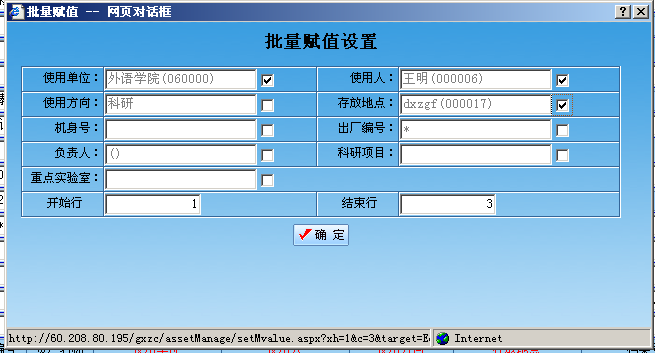 批量赋值 -- 网页对话框
批量赋值设置
使用单位： 外语学院(060000) 使用人： 王明(000006)
使用方向： 科研 存放地点： dxzgf(000017)
机身号： 出厂编号： *
负责人： () 科研项目：
重点实验室：
开始行 1 结束行 3
确 定
http://60.208.80.195/gxzc/assetManage/setMvalue.aspx?xh=1&c=3&target=E Internet